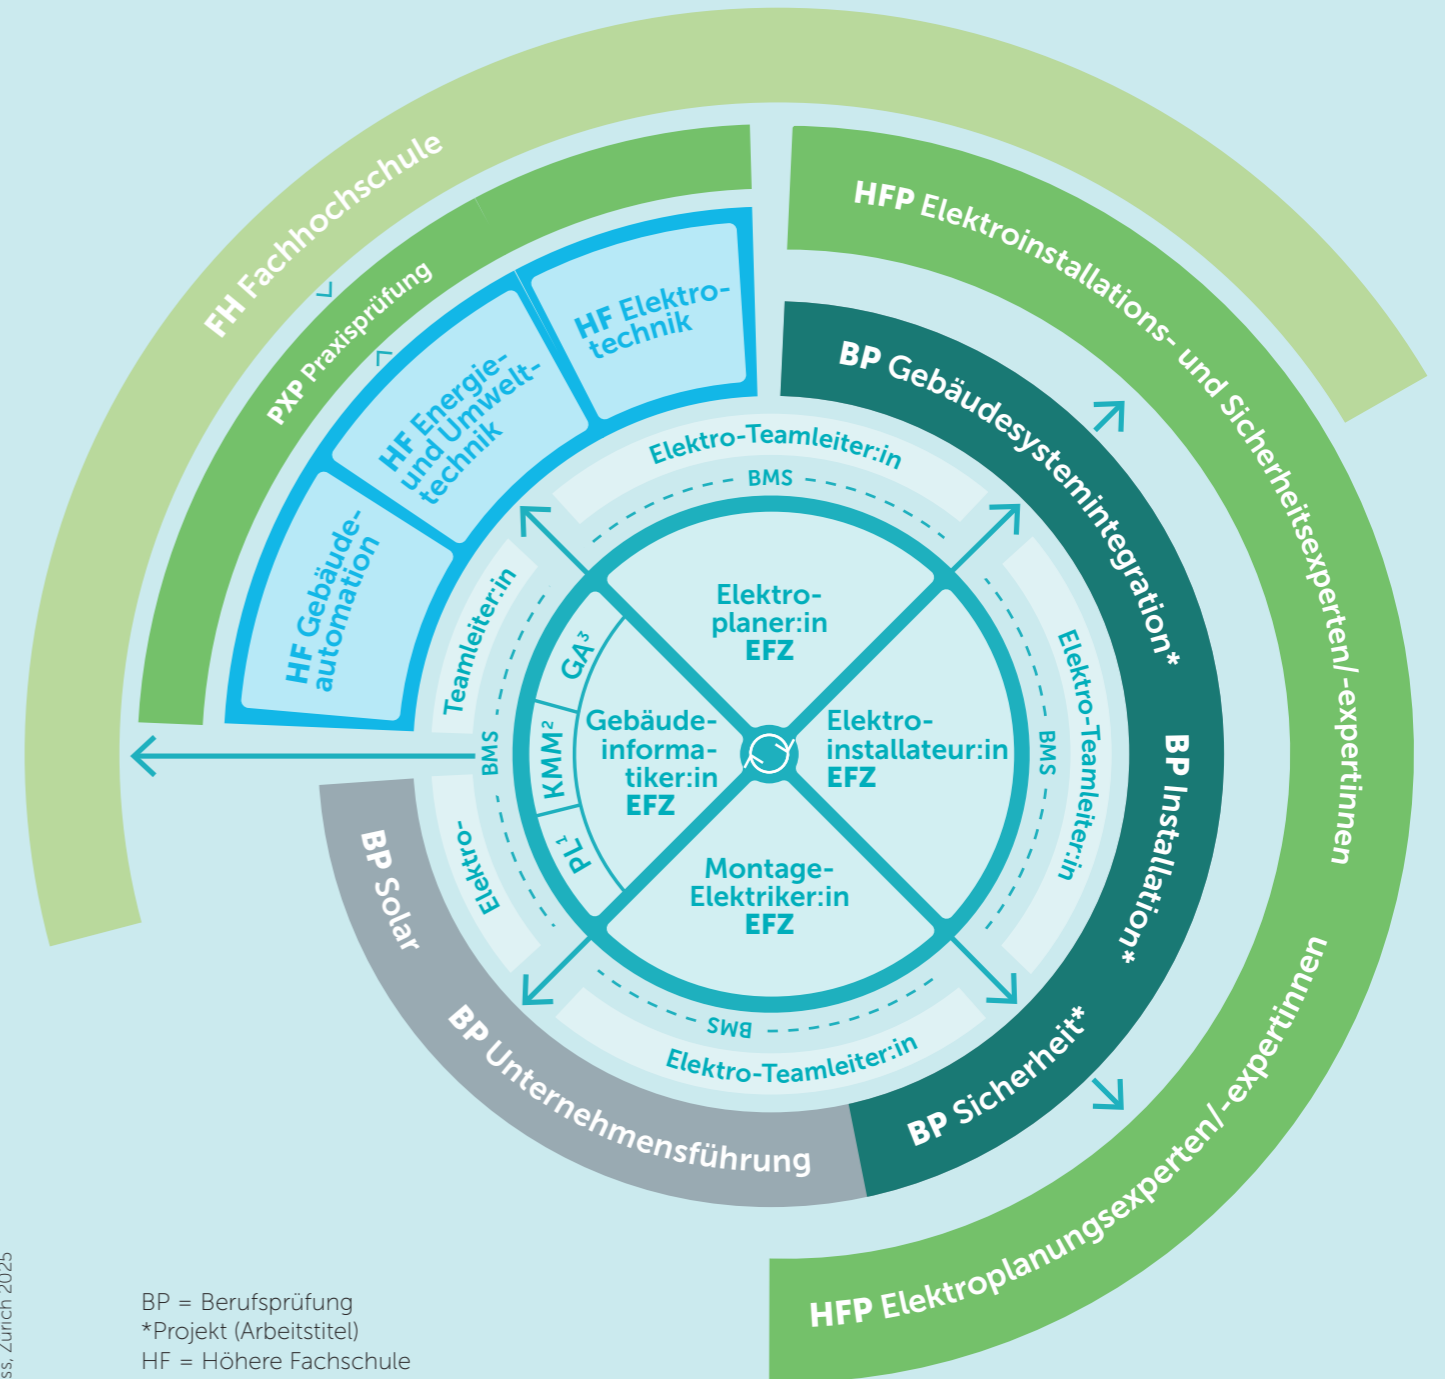 FH Fachhochschule
PXP Praxisprüfung
HF Elektro-
technik
HF Energie-
und Umwelt-
technik
HF Gebäude-
automation
HFP Elektroinstallations- und Sicherheitsexperten/-expertinnen
HFP Elektroplanungsexperten/-expertinnen
BP Gebäudesystemintegration*
BP Installation*
BP Sicherheit*
BP Unternehmensführung
BP Solar
Elektro-Teamleiter:in
BMS
Elektro-Teamleiter:in
BMS
Elektro-Teamleiter:in
BMS
Elektro-
Teamleiter:in
BMS
Elektro-
planer:in
EFZ
Gebäude-
informa-
tiker:in
EFZ
GA³
KMM²
PL¹
Elektro-
installateur:in
EFZ
Montage-
Elektriker:in
EFZ
BP = Berufsprüfung
*Projekt (Arbeitstitel)
HF = Höhere Fachschule
Zürich 2025